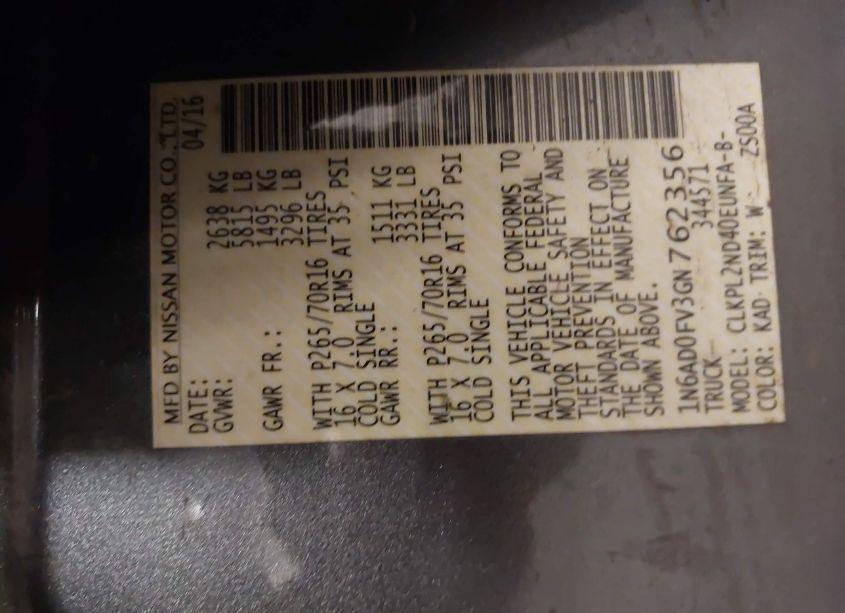 MFD BY NISSAN MOTOR CO., LTD.
DATE: 04/16
GVWR: 2638 KG
5815 LB
GAWR FR.: 1495 KG
3296 LB
WITH P265/70R16 TIRES
16 X 7.0 RIMS AT 35 PSI
COLD SINGLE
GAWR RR.: 1511 KG
3331 LB
WITH P265/70R16 TIRES
16 X 7.0 RIMS AT 35 PSI
COLD SINGLE
THIS VEHICLE CONFORMS TO
ALL APPLICABLE FEDERAL
MOTOR VEHICLE SAFETY AND
THEFT PREVENTION
STANDARDS IN EFFECT ON
THE DATE OF MANUFACTURE
SHOWN ABOVE.
1N6AD0FV3GN762356
TRUCK 344571
MODEL: CLKPL2ND40EUNFA-B-
COLOR: KAD TRIM: W ZS00A